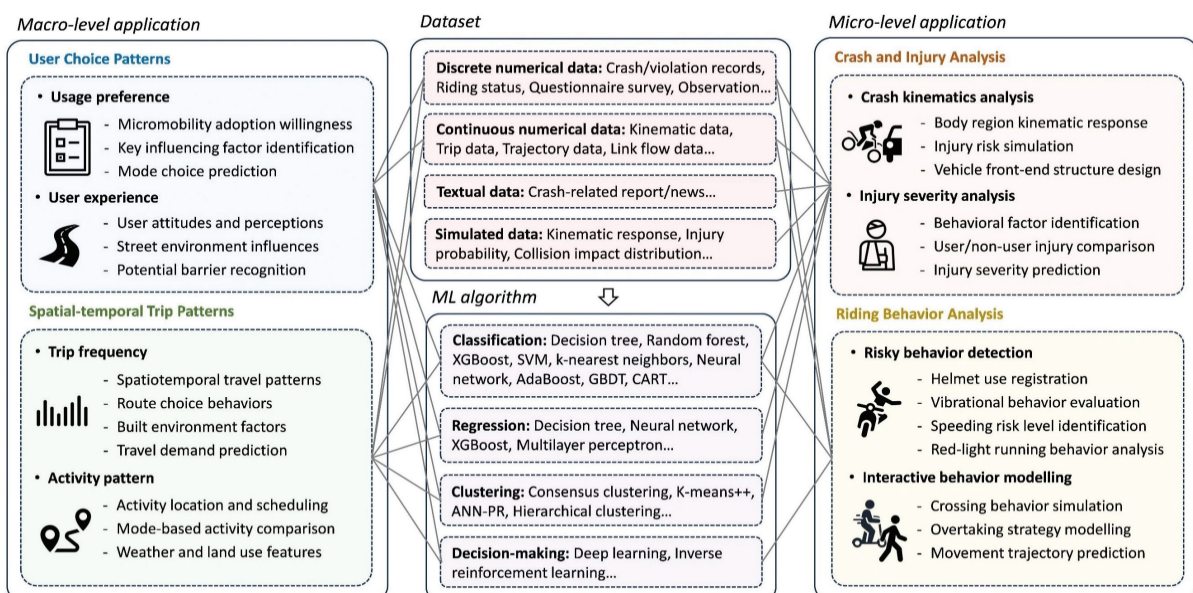 Macro-level application
User Choice Patterns
• Usage preference
- Micromobility adoption willingness
- Key influencing factor identification
- Mode choice prediction
• User experience
- User attitudes and perceptions
- Street environment influences
- Potential barrier recognition
Spatial-temporal Trip Patterns
• Trip frequency
- Spatiotemporal travel patterns
- Route choice behaviors
- Built environment factors
- Travel demand prediction
• Activity pattern
- Activity location and scheduling
- Mode-based activity comparison
- Weather and land use features
Dataset
Discrete numerical data: Crash/violation records,
Riding status, Questionnaire survey, Observation...
Continuous numerical data: Kinematic data,
Trip data, Trajectory data, Link flow data...
Textual data: Crash-related report/news...
Simulated data: Kinematic response, Injury
probability, Collision impact distribution...
ML algorithm
Classification: Decision tree, Random forest,
XGBoost, SVM, k-nearest neighbors, Neural
network, AdaBoost, GBDT, CART...
Regression: Decision tree, Neural network,
XGBoost, Multilayer perceptron...
Clustering: Consensus clustering, K-means++,
ANN-PR, Hierarchical clustering...
Decision-making: Deep learning, Inverse
reinforcement learning...
Micro-level application
Crash and Injury Analysis
• Crash kinematics analysis
- Body region kinematic response
- Injury risk simulation
- Vehicle front-end structure design
• Injury severity analysis
- Behavioral factor identification
- User/non-user injury comparison
- Injury severity prediction
Riding Behavior Analysis
• Risky behavior detection
- Helmet use registration
- Vibrational behavior evaluation
- Speeding risk level identification
- Red-light running behavior analysis
• Interactive behavior modelling
- Crossing behavior simulation
- Overtaking strategy modelling
- Movement trajectory prediction